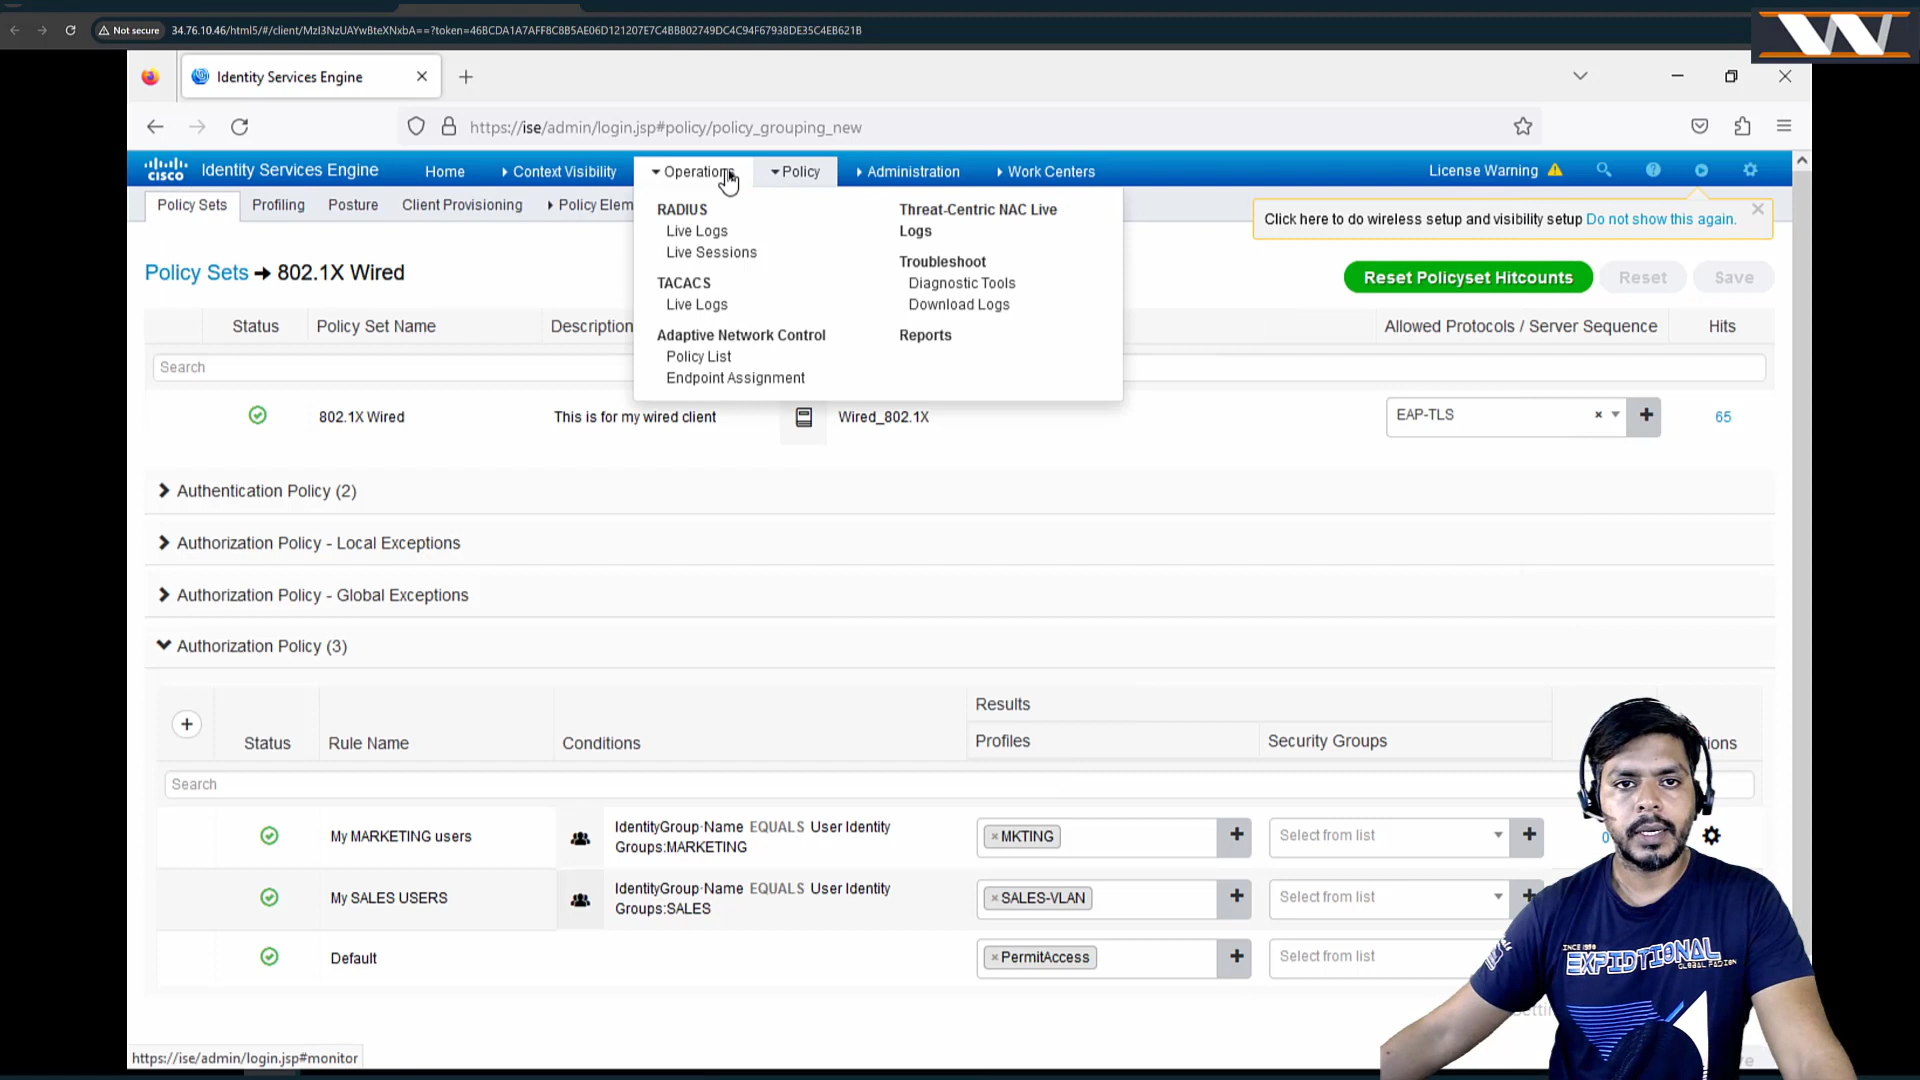 Not secure
34.76.10.46/html5/#/client/MzI3NzUAYwBteXNxbA==?token=46BCDA1A7AFF8C8B5AE06D121207E7C4BB802749DC4C94F67938DE35C4EB621B
Identity Services Engine
https://ise/admin/login.jsp#policy/policy_grouping_new
CISCO
Identity Services Engine
Home
Context Visibility
Operations
Policy
Administration
Work Centers
License Warning
Policy Sets
Profiling
Posture
Client Provisioning
Policy Elem
Click here to do wireless setup and visibility setup Do not show this again.
RADIUS
Live Logs
Live Sessions
TACACS
Live Logs
Adaptive Network Control
Policy List
Endpoint Assignment
Threat-Centric NAC Live
Logs
Troubleshoot
Diagnostic Tools
Download Logs
Reports
Policy Sets → 802.1X Wired
Reset Policyset Hitcounts
Reset
Save
Status
Policy Set Name
Description
Allowed Protocols / Server Sequence
Hits
Search
802.1X Wired
This is for my wired client
Wired_802.1X
EAP-TLS
65
Authentication Policy (2)
Authorization Policy - Local Exceptions
Authorization Policy - Global Exceptions
Authorization Policy (3)
Results
Status
Rule Name
Conditions
Profiles
Security Groups
ions
Search
My MARKETING users
IdentityGroup·Name EQUALS User Identity
Groups:MARKETING
MKTING
Select from list
0
My SALES USERS
IdentityGroup·Name EQUALS User Identity
Groups:SALES
SALES-VLAN
Select from list
Default
PermitAccess
Select from list
SINCE 1990
EXPIDTIONAL
GLOBAL FADION
https://ise/admin/login.jsp#monitor